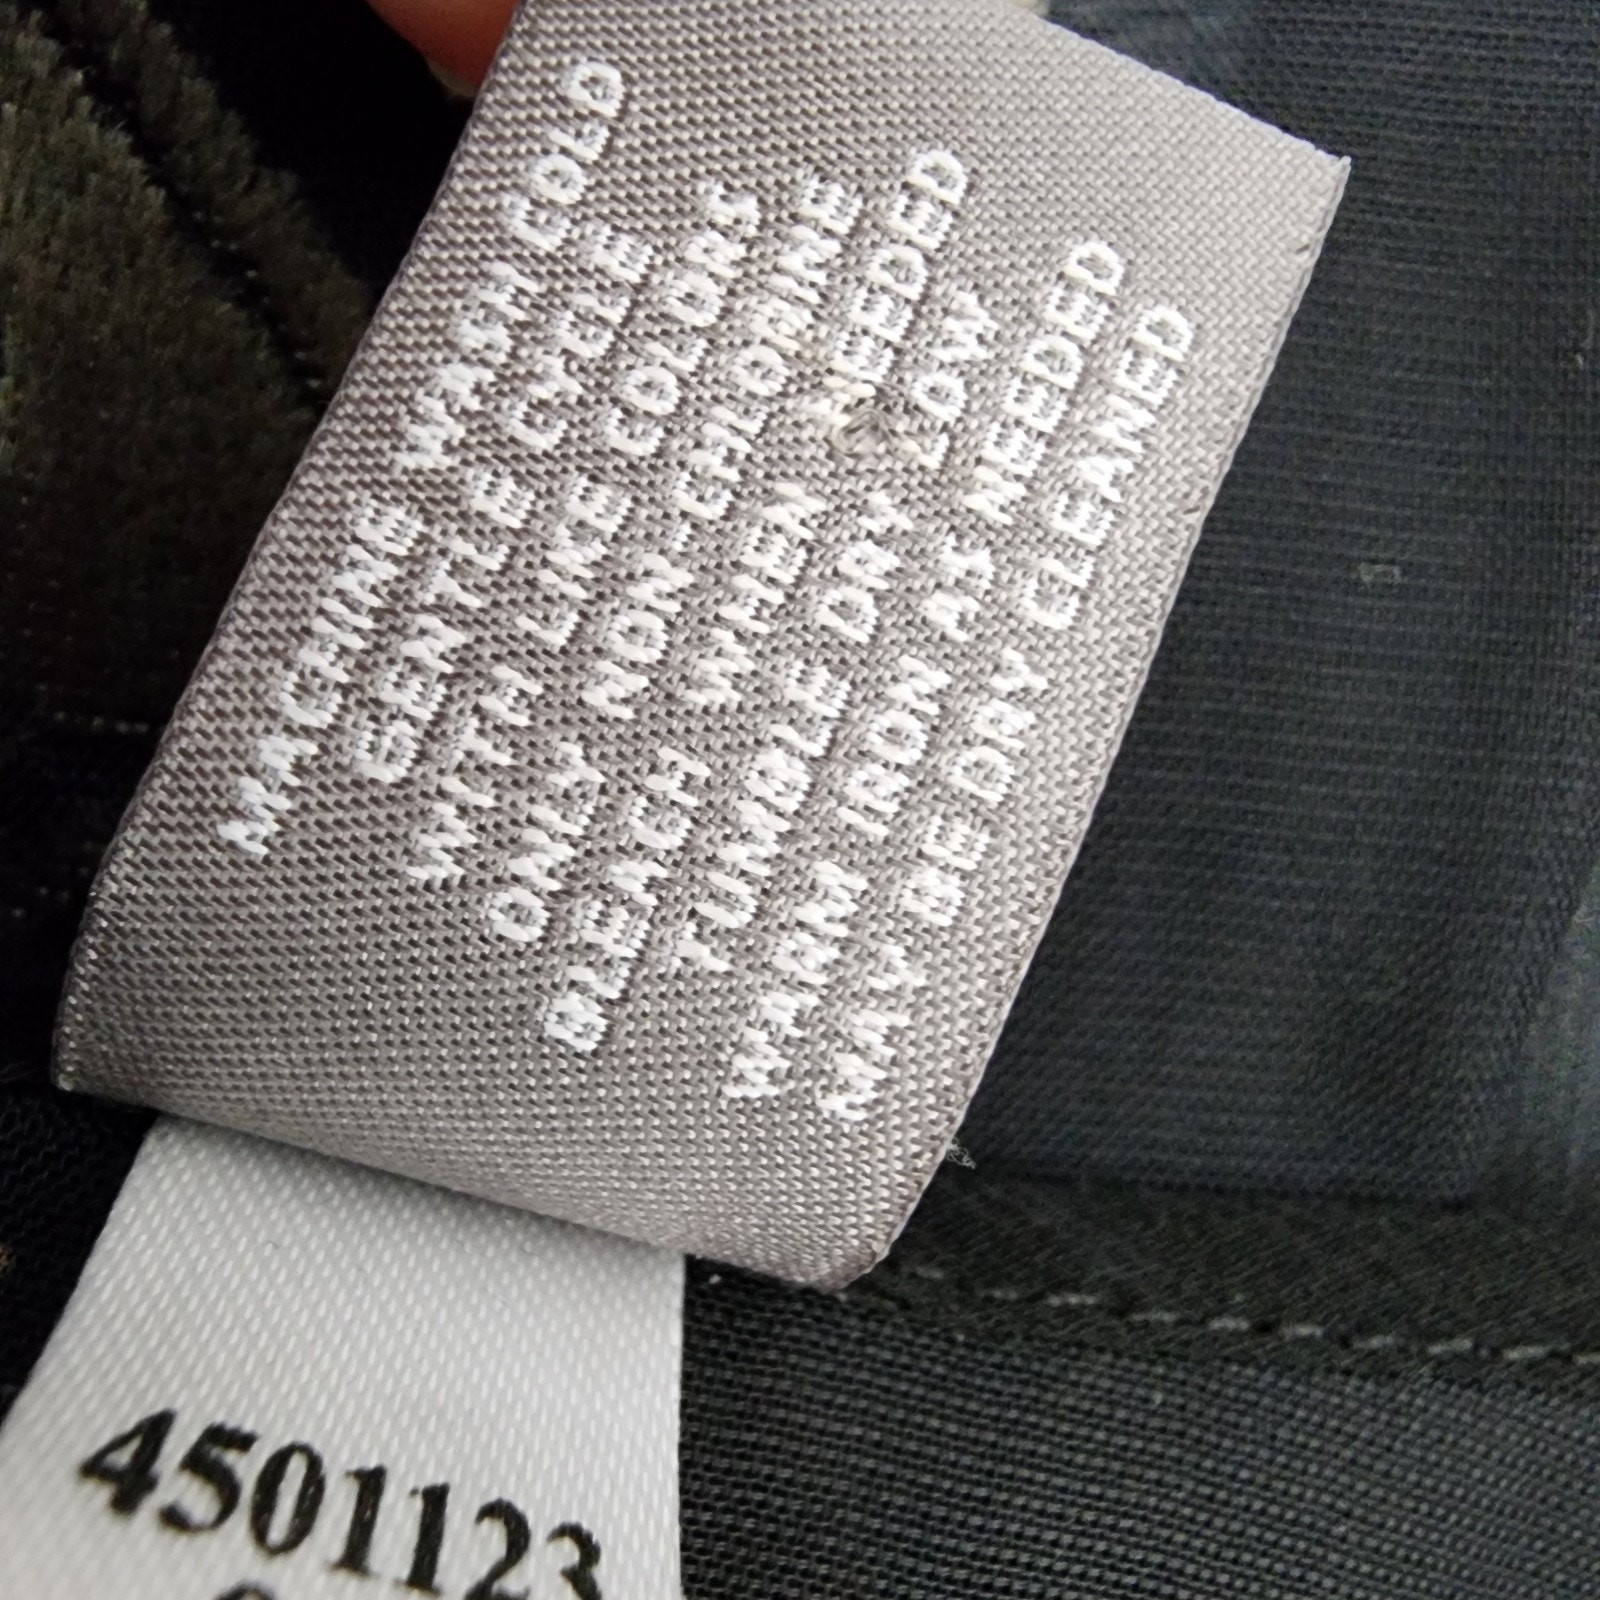 MACHINE WASH COLD
GENTLE CYCLE
WITH LIKE COLORS
ONLY NON-CHLORINE
BLEACH WHEN NEEDED
TUMBLE DRY LOW
WARM IRON AS NEEDED
MAY BE DRY CLEANED
4501123